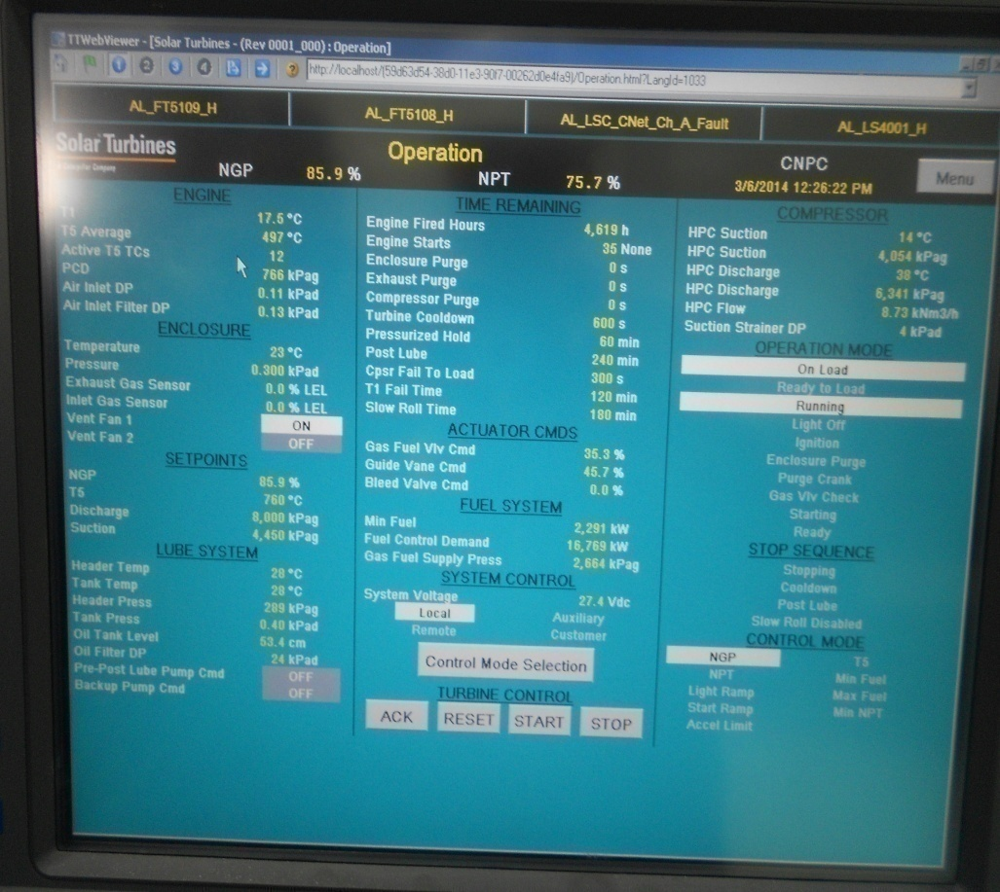 TTWebViewer - [Solar Turbines - (Rev 0001_000) : Operation]
1 2 3 4 ? http://localhost/{59d63d54-38d0-11e3-90f7-00262d0e4fa9}/Operation.html?LangId=1033
AL_FT5109_H AL_FT5108_H AL_LSC_CNet_Ch_A_Fault AL_LS4001_H
Solar Turbines
A Caterpillar Company
Operation
CNPC
NGP 85.9 % NPT 75.7 % 3/6/2014 12:26:22 PM Menu
ENGINE
T1 17.5 °C
T5 Average 497 °C
Active T5 TCs 12
PCD 766 kPag
Air Inlet DP 0.11 kPad
Air Inlet Filter DP 0.13 kPad
ENCLOSURE
Temperature 23 °C
Pressure 0.300 kPad
Exhaust Gas Sensor 0.0 % LEL
Inlet Gas Sensor 0.0 % LEL
Vent Fan 1 ON
Vent Fan 2 OFF
SETPOINTS
NGP 85.9 %
T5 760 °C
Discharge 8,000 kPag
Suction 4,450 kPag
LUBE SYSTEM
Header Temp 28 °C
Tank Temp 28 °C
Header Press 289 kPag
Tank Press 0.40 kPad
Oil Tank Level 53.4 cm
Oil Filter DP 24 kPad
Pre-Post Lube Pump Cmd OFF
Backup Pump Cmd OFF
TIME REMAINING
Engine Fired Hours 4,619 h
Engine Starts 35 None
Enclosure Purge 0 s
Exhaust Purge 0 s
Compressor Purge 0 s
Turbine Cooldown 600 s
Pressurized Hold 60 min
Post Lube 240 min
Cpsr Fail To Load 300 s
T1 Fail Time 120 min
Slow Roll Time 180 min
ACTUATOR CMDS
Gas Fuel Vlv Cmd 35.3 %
Guide Vane Cmd 45.7 %
Bleed Valve Cmd 0.0 %
FUEL SYSTEM
Min Fuel 2,291 kW
Fuel Control Demand 16,769 kW
Gas Fuel Supply Press 2,664 kPag
SYSTEM CONTROL
System Voltage 27.4 Vdc
Local Auxiliary
Remote Customer
Control Mode Selection
TURBINE CONTROL
ACK RESET START STOP
COMPRESSOR
HPC Suction 14 °C
HPC Suction 4,054 kPag
HPC Discharge 38 °C
HPC Discharge 6,341 kPag
HPC Flow 8.73 kNm3/h
Suction Strainer DP 4 kPad
OPERATION MODE
On Load
Ready to Load
Running
Light Off
Ignition
Enclosure Purge
Purge Crank
Gas Vlv Check
Starting
Ready
STOP SEQUENCE
Stopping
Cooldown
Post Lube
Slow Roll Disabled
CONTROL MODE
NGP T5
NPT Min Fuel
Light Ramp Max Fuel
Start Ramp Min NPT
Accel Limit